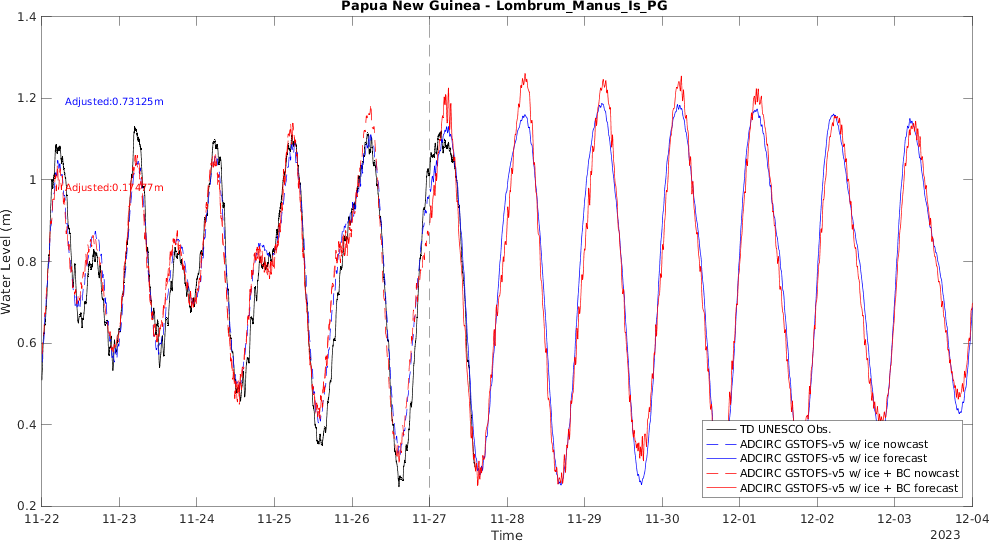 Papua New Guinea - Lombrum_Manus_Is_PG
1.4
1.2
1
0.8
0.6
0.4
0.2
Water Level (m)
Adjusted:0.73125m
Adjusted:0.17477m
TD UNESCO Obs.
ADCIRC GSTOFS-v5 w/ ice nowcast
ADCIRC GSTOFS-v5 w/ ice forecast
ADCIRC GSTOFS-v5 w/ ice + BC nowcast
ADCIRC GSTOFS-v5 w/ ice + BC forecast
11-22 11-23 11-24 11-25 11-26 11-27 11-28 11-29 11-30 12-01 12-02 12-03 12-04
Time
2023